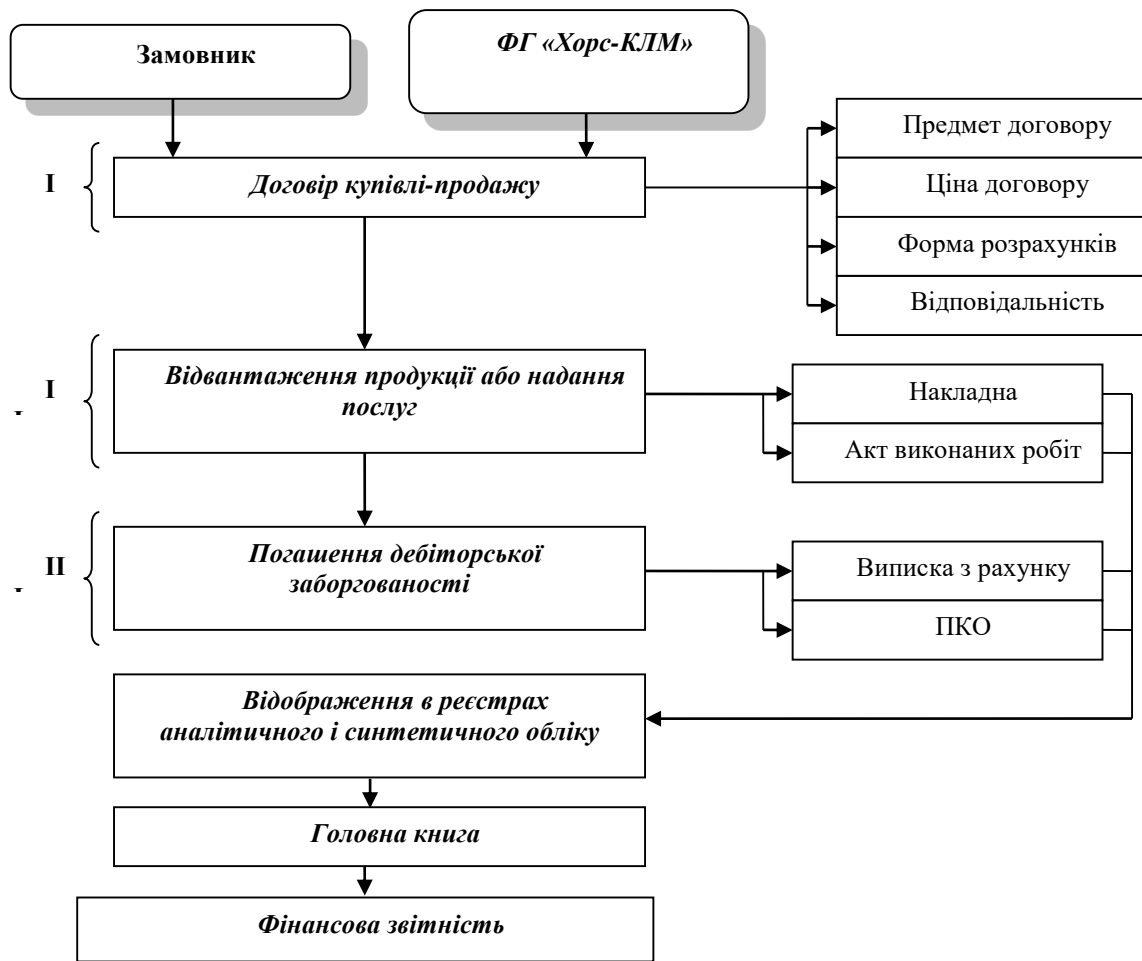 Замовник
ФГ «Хорс-КЛМ»
I
Договір купівлі-продажу
Предмет договору
Ціна договору
Форма розрахунків
Відповідальність
I
Відвантаження продукції або надання
послуг
Накладна
Акт виконаних робіт
II
Погашення дебіторської
заборгованості
Виписка з рахунку
ПКО
Відображення в реєстрах
аналітичного і синтетичного обліку
Головна книга
Фінансова звітність